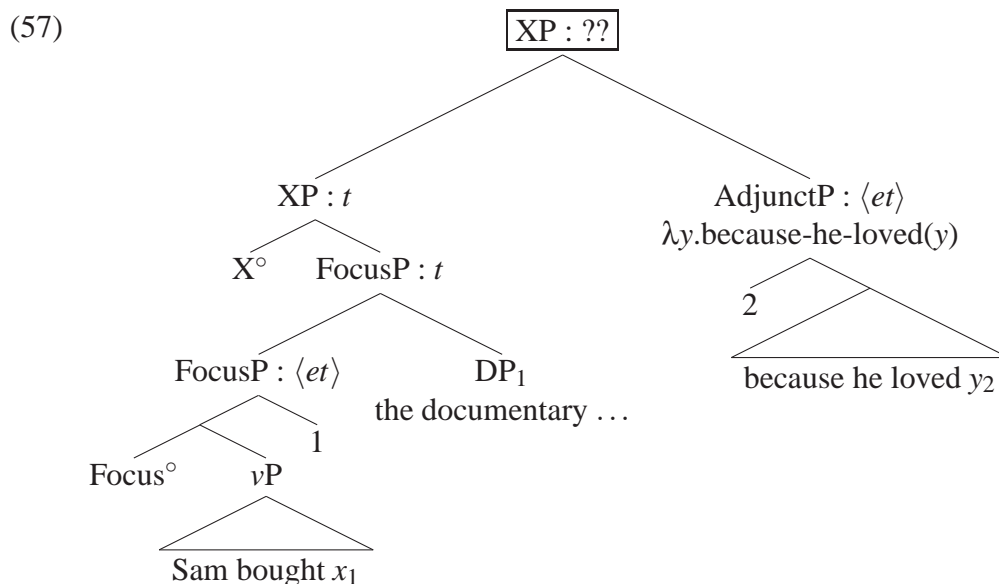 (57) XP : ??
XP : t AdjunctP : ⟨et⟩
λy.because-he-loved(y)
X° FocusP : t 2
FocusP : ⟨et⟩ DP₁ because he loved y₂
the documentary …
1
Focus° vP
Sam bought x₁